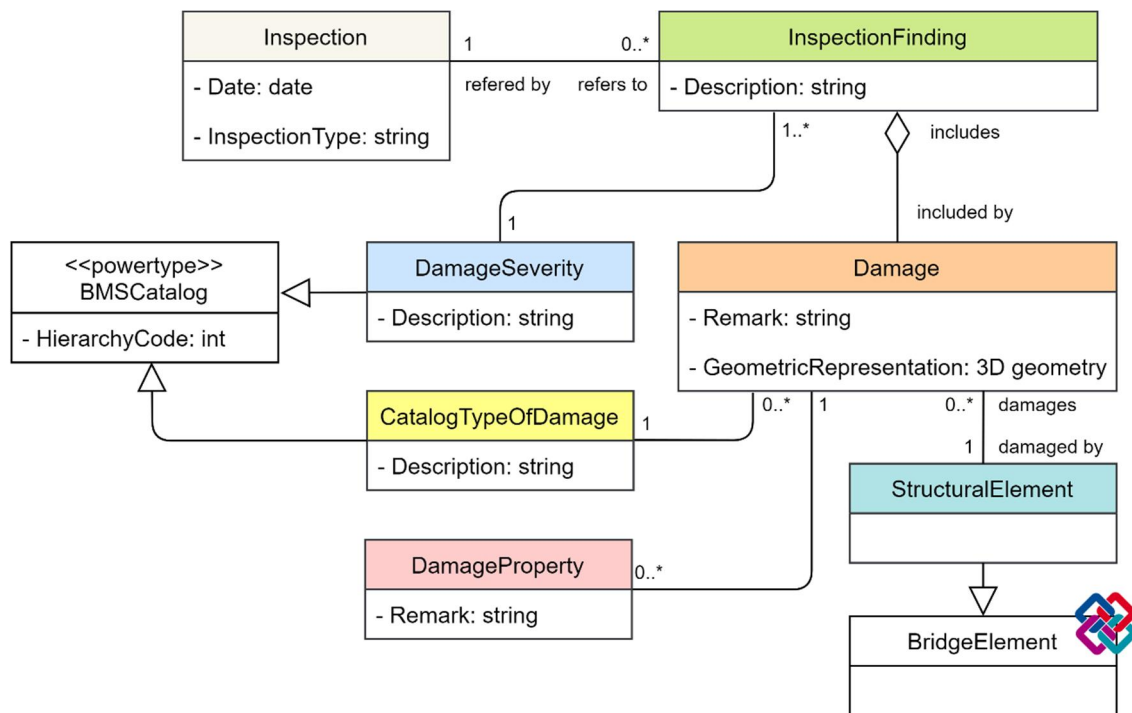 Inspection
- Date: date
- InspectionType: string
1
0..*
refered by
refers to
InspectionFinding
- Description: string
1..*
includes
included by
1
<<powertype>>
BMSCatalog
- HierarchyCode: int
DamageSeverity
- Description: string
Damage
- Remark: string
- GeometricRepresentation: 3D geometry
CatalogTypeOfDamage
- Description: string
1
0..*
1
0..*
damages
1
damaged by
StructuralElement
DamageProperty
- Remark: string
0..*
BridgeElement